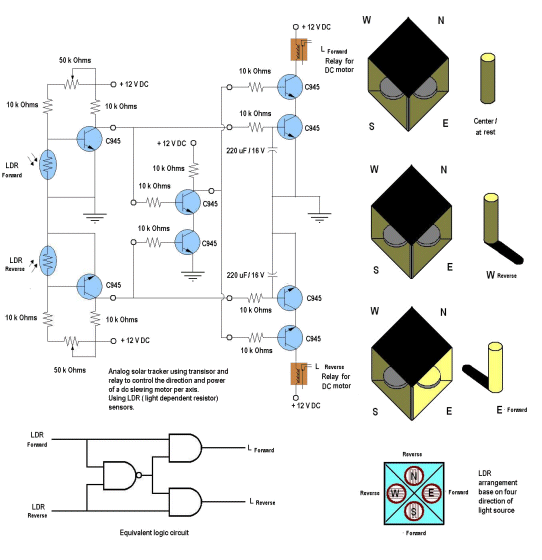 50 k Ohms
+ 12 V DC
10 k Ohms
10 k Ohms
C945
LDR
Forward
LDR
Reverse
C945
10 k Ohms
10 k Ohms
+ 12 V DC
50 k Ohms
+ 12 V DC
10 k Ohms
10 k Ohms
C945
10 k Ohms
C945
+ 12 V DC
L Forward
Relay for
DC motor
10 k Ohms
C945
10 k Ohms
C945
220 uF / 16 V
220 uF / 16 V
10 k Ohms
C945
10 k Ohms
C945
L Reverse
Relay for
DC motor
+ 12 V DC
Analog solar tracker using transisor and
relay to control the direction and power
of a dc slewing motor per axis.
Using LDR ( light dependent resistor)
sensors.
LDR
Forward
LDR
Reverse
L Forward
L Reverse
Equivalent logic circuit
W
N
S
E
Center /
at rest
W
N
S
E
W Reverse
W
N
S
E
E - Forward
Reverse
Reverse
N
W
E
S
Forward
- Forward
LDR
arrangement
base on four
direction of
light source